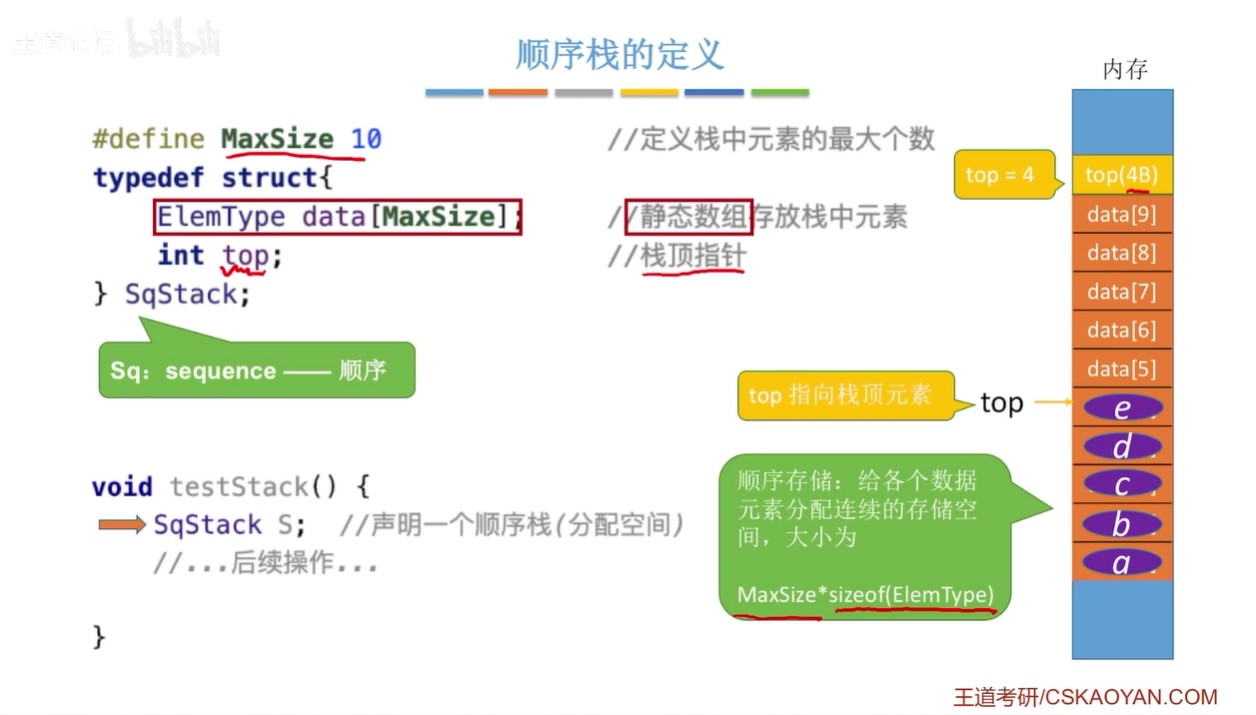 bilibili
顺序栈的定义
内存
#define MaxSize 10 //定义栈中元素的最大个数
typedef struct{
ElemType data[MaxSize]; //静态数组存放栈中元素
int top; //栈顶指针
} SqStack;
Sq：sequence —— 顺序
void testStack() {
SqStack S; //声明一个顺序栈(分配空间)
//...后续操作...
}
top = 4
top 指向栈顶元素
top
顺序存储：给各个数据
元素分配连续的存储空
间，大小为
MaxSize*sizeof(ElemType)
top(4B)
data[9]
data[8]
data[7]
data[6]
data[5]
e
d
c
b
a
王道考研/CSKAOYAN.COM